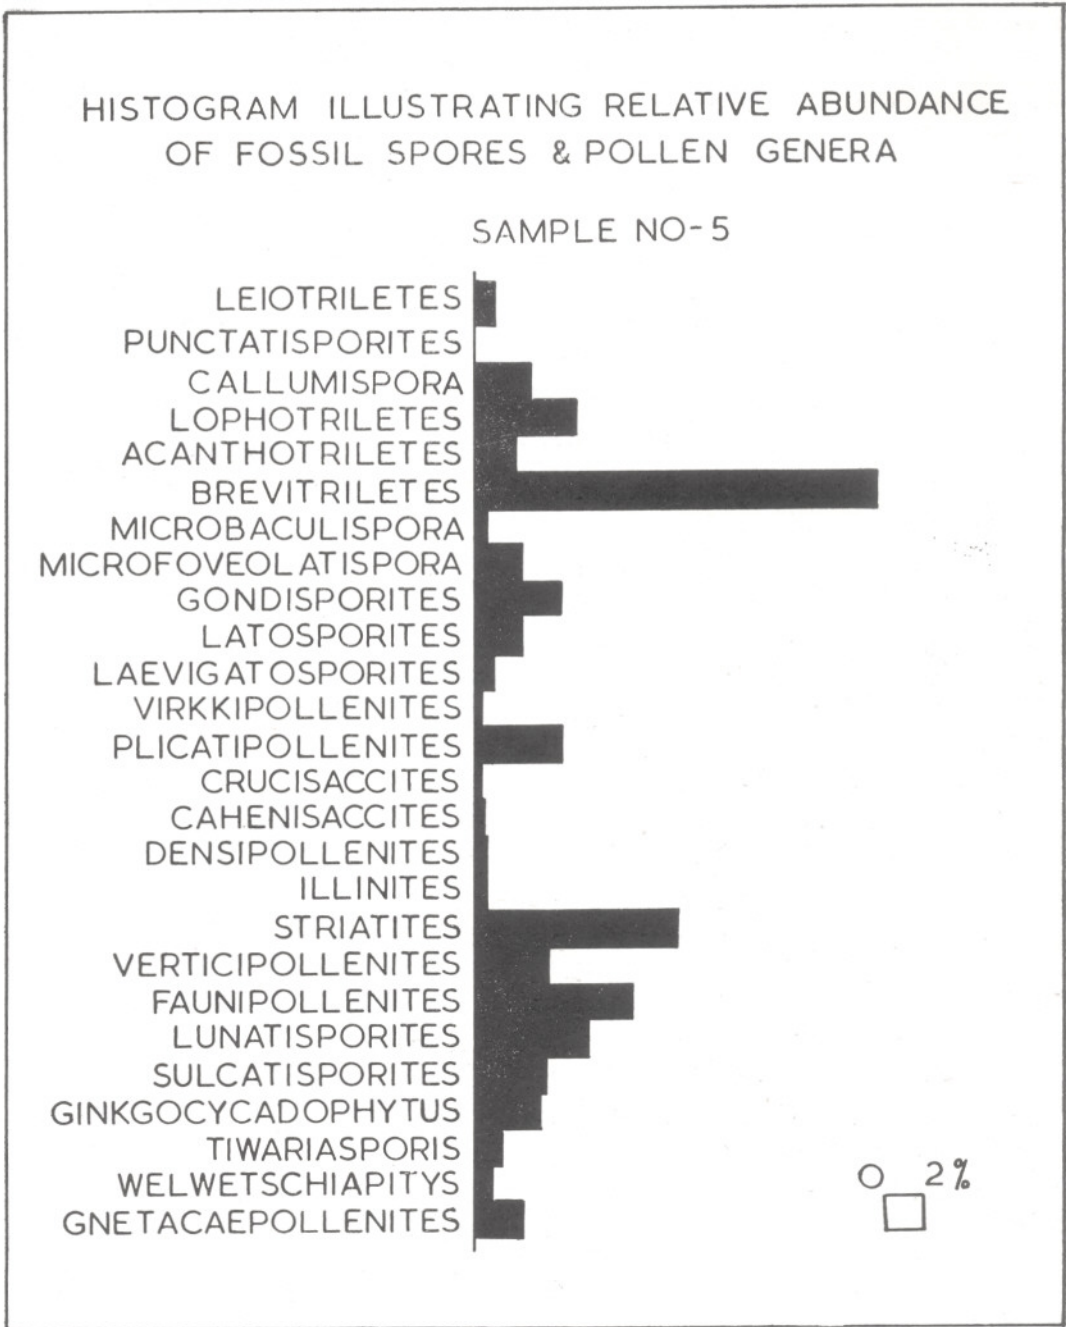 HISTOGRAM ILLUSTRATING RELATIVE ABUNDANCE
OF FOSSIL SPORES & POLLEN GENERA
SAMPLE NO-5
LEIOTRILETES
PUNCTATISPORITES
CALLUMISPORA
LOPHOTRILETES
ACANTHOTRILETES
BREVITRILETES
MICROBACULISPORA
MICROFOVEOLATISPORA
GONDISPORITES
LATOSPORITES
LAEVIGATOSPORITES
VIRKKIPOLLENITES
PLICATIPOLLENITES
CRUCISACCITES
CAHENISACCITES
DENSIPOLLENITES
ILLINITES
STRIATITES
VERTICIPOLLENITES
FAUNIPOLLENITES
LUNATISPORITES
SULCATISPORITES
GINKGOCYCADOPHYTUS
TIWARIASPORIS
WELWETSCHIAPITYS
GNETACAEPOLLENITES
0 2%